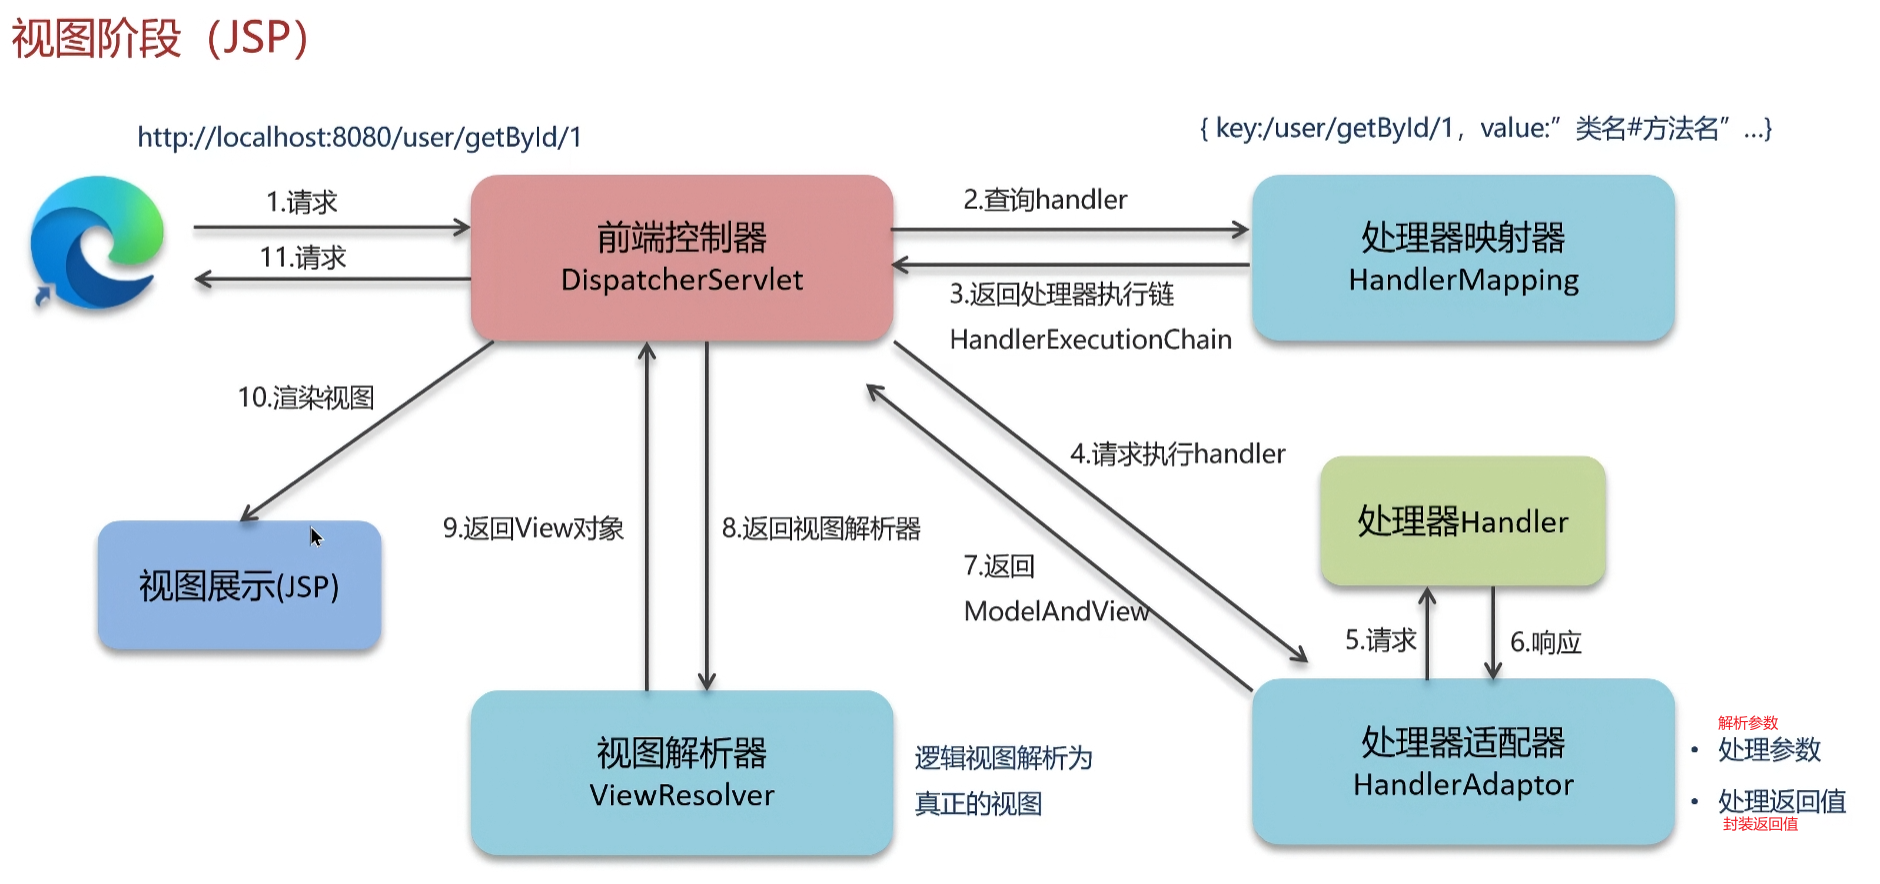 视图阶段（JSP）
http://localhost:8080/user/getById/1
{ key:/user/getById/1，value:”类名#方法名”...}
1.请求
11.请求
前端控制器
DispatcherServlet
2.查询handler
3.返回处理器执行链
HandlerExecutionChain
处理器映射器
HandlerMapping
10.渲染视图
4.请求执行handler
9.返回View对象
8.返回视图解析器
7.返回
ModelAndView
处理器Handler
视图展示(JSP)
5.请求
6.响应
视图解析器
ViewResolver
逻辑视图解析为
真正的视图
处理器适配器
HandlerAdaptor
解析参数
• 处理参数
• 处理返回值
封装返回值